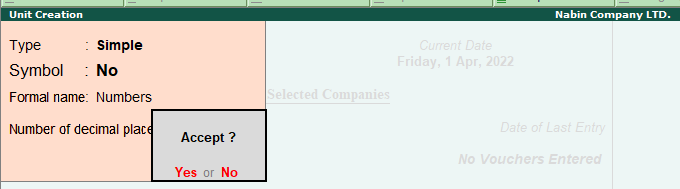 Unit Creation
Nabin Company LTD.
Type : Simple
Symbol : No
Formal name: Numbers
Number of decimal place
Accept ?
Yes or No
Current Date
Friday, 1 Apr, 2022
Selected Companies
Date of Last Entry
No Vouchers Entered